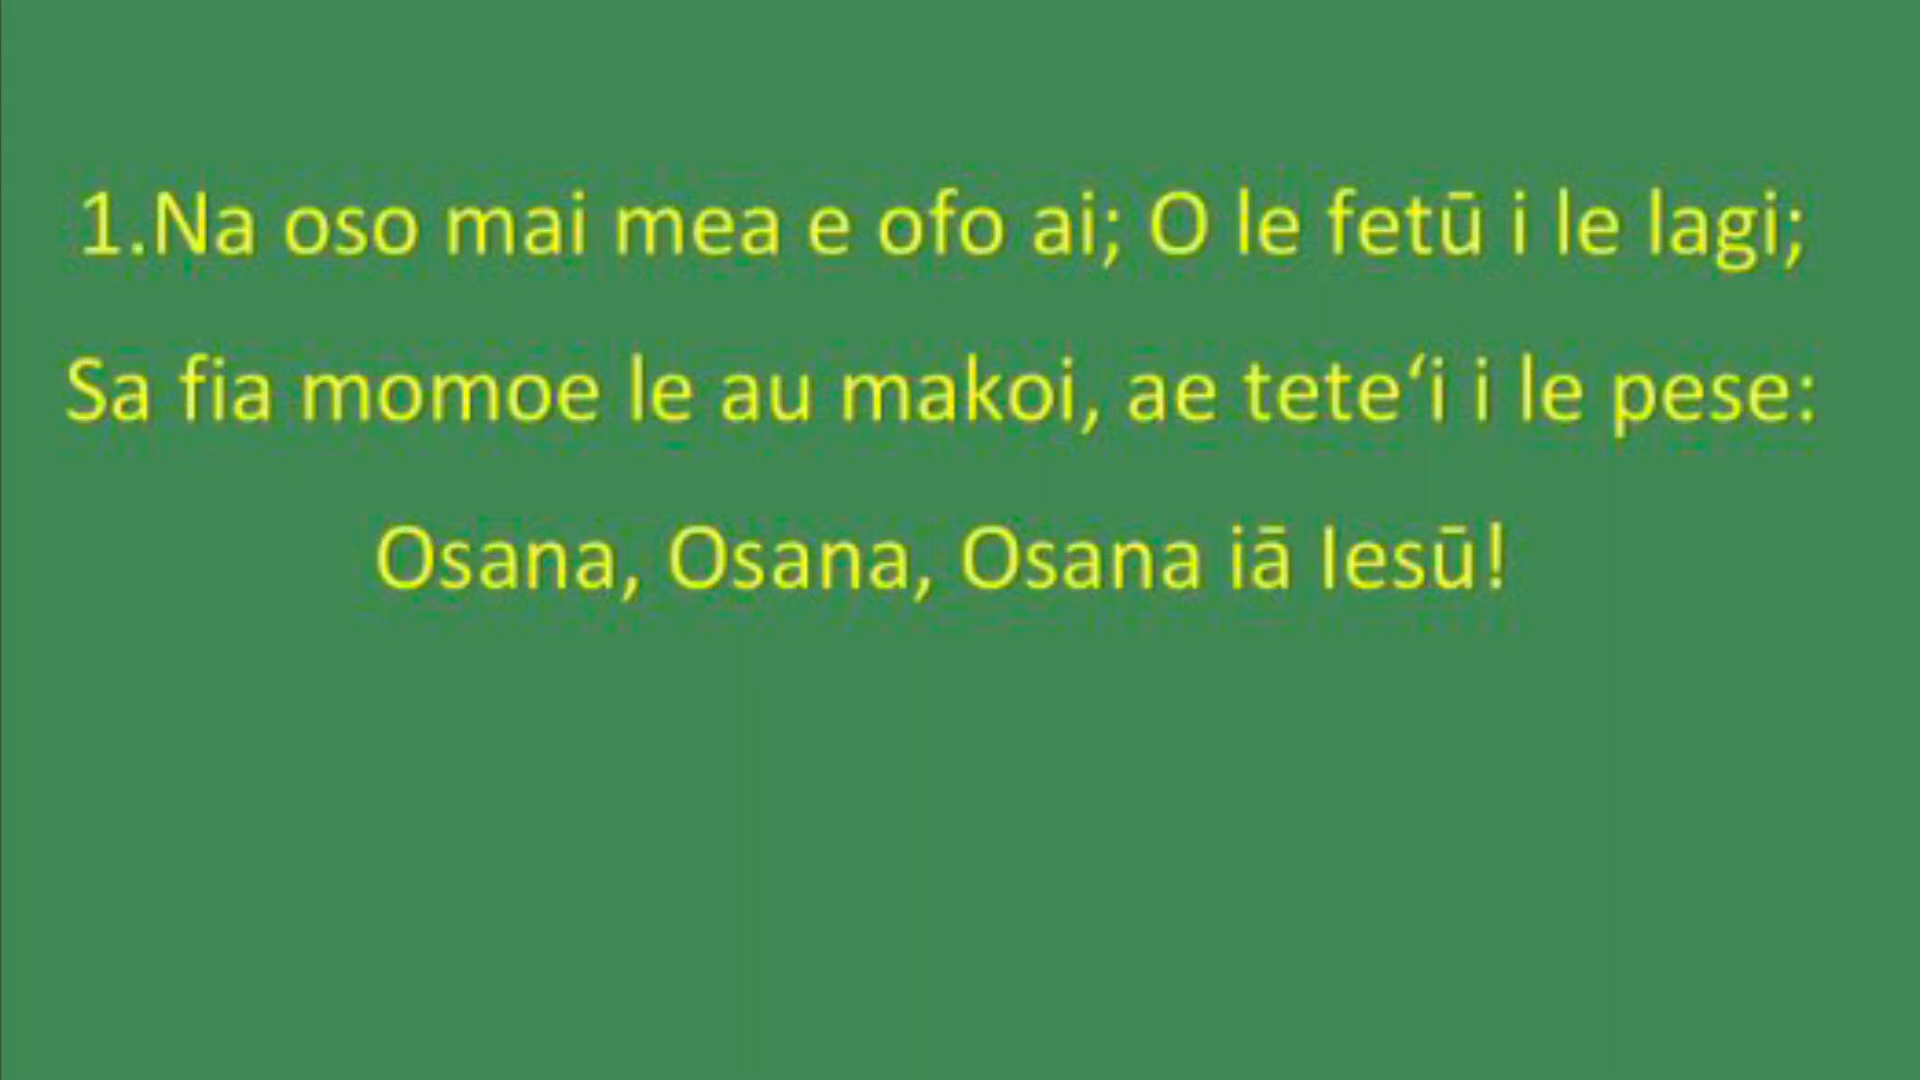 1.Na oso mai mea e ofo ai; O le fetū i le lagi;
Sa fia momoe le au makoi, ae teteʻi i le pese:
Osana, Osana, Osana iā Iesū!